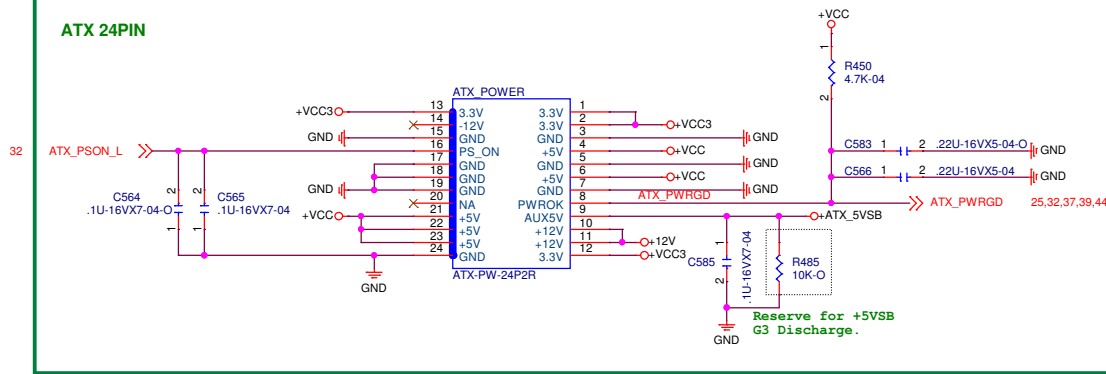 ATX 24PIN
+VCC
1
R450
4.7K-04
2
ATX_POWER
+VCC3 13 3.3V 3.3V 1
14 -12V 3.3V 2 +VCC3
GND 15 GND GND 3 GND
32 ATX_PSON_L 16 PS_ON +5V 4 +VCC
17 GND GND 5 GND
18 GND +5V 6 +VCC
GND 19 GND GND 7 GND
20 NA PWROK 8 ATX_PWRGD ATX_PWRGD 25,32,37,39,44
+VCC 21 +5V AUX5V 9 +ATX_5VSB
22 +5V +12V 10
23 +5V +12V 11 +12V
24 GND 3.3V 12 +VCC3
ATX-PW-24P2R
C583 1 2 .22U-16VX5-04-O GND
C566 1 2 .22U-16VX5-04 GND
2 2
C564 C565
.1U-16VX7-04-O .1U-16VX7-04
1 1
GND
1
C585 .1U-16VX7-04
2
R485
10K-O
GND
Reserve for +5VSB
G3 Discharge.